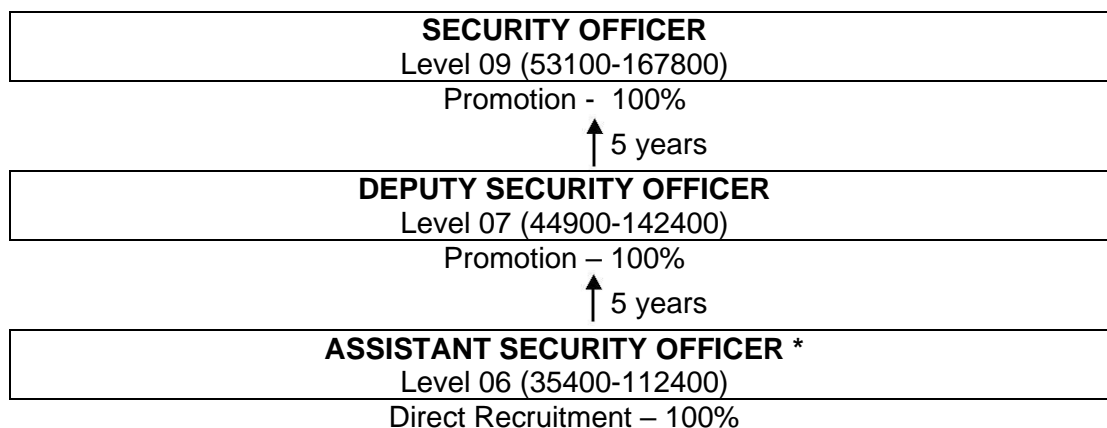 SECURITY OFFICER
Level 09 (53100-167800)
Promotion - 100%
5 years
DEPUTY SECURITY OFFICER
Level 07 (44900-142400)
Promotion – 100%
5 years
ASSISTANT SECURITY OFFICER *
Level 06 (35400-112400)
Direct Recruitment – 100%